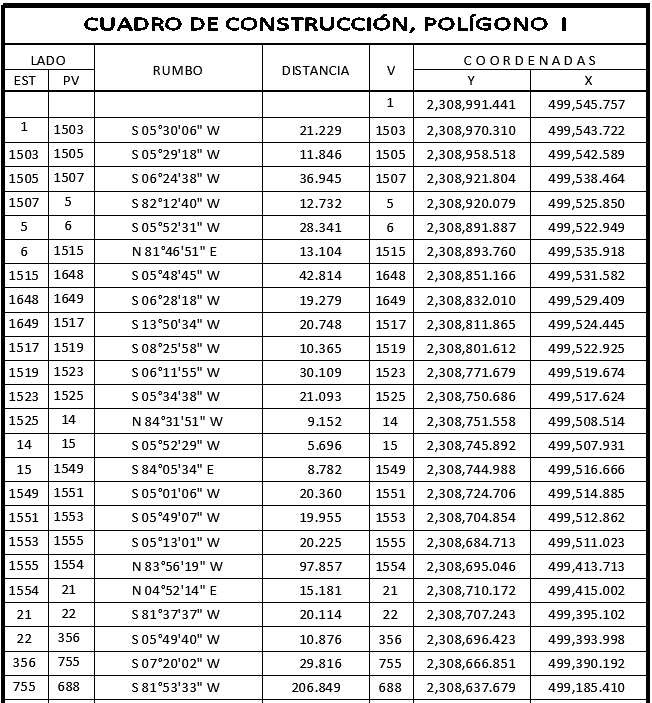 CUADRO DE CONSTRUCCIÓN, POLÍGONO I
LADO RUMBO DISTANCIA V COORDENADAS
EST PV Y X
1 2,308,991.441 499,545.757
1 1503 S 05°30'06" W 21.229 1503 2,308,970.310 499,543.722
1503 1505 S 05°29'18" W 11.846 1505 2,308,958.518 499,542.589
1505 1507 S 06°24'38" W 36.945 1507 2,308,921.804 499,538.464
1507 5 S 82°12'40" W 12.732 5 2,308,920.079 499,525.850
5 6 S 05°52'31" W 28.341 6 2,308,891.887 499,522.949
6 1515 N 81°46'51" E 13.104 1515 2,308,893.760 499,535.918
1515 1648 S 05°48'45" W 42.814 1648 2,308,851.166 499,531.582
1648 1649 S 06°28'18" W 19.279 1649 2,308,832.010 499,529.409
1649 1517 S 13°50'34" W 20.748 1517 2,308,811.865 499,524.445
1517 1519 S 08°25'58" W 10.365 1519 2,308,801.612 499,522.925
1519 1523 S 06°11'55" W 30.109 1523 2,308,771.679 499,519.674
1523 1525 S 05°34'38" W 21.093 1525 2,308,750.686 499,517.624
1525 14 N 84°31'51" W 9.152 14 2,308,751.558 499,508.514
14 15 S 05°52'29" W 5.696 15 2,308,745.892 499,507.931
15 1549 S 84°05'34" E 8.782 1549 2,308,744.988 499,516.666
1549 1551 S 05°01'06" W 20.360 1551 2,308,724.706 499,514.885
1551 1553 S 05°49'07" W 19.955 1553 2,308,704.854 499,512.862
1553 1555 S 05°13'01" W 20.225 1555 2,308,684.713 499,511.023
1555 1554 N 83°56'19" W 97.857 1554 2,308,695.046 499,413.713
1554 21 N 04°52'14" E 15.181 21 2,308,710.172 499,415.002
21 22 S 81°37'37" W 20.114 22 2,308,707.243 499,395.102
22 356 S 05°49'40" W 10.876 356 2,308,696.423 499,393.998
356 755 S 07°20'02" W 29.816 755 2,308,666.851 499,390.192
755 688 S 81°53'33" W 206.849 688 2,308,637.679 499,185.410